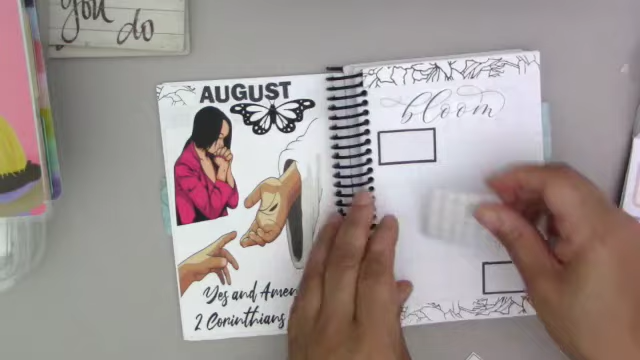 you
do
AUGUST
bloom
Yes and Amen
2 Corinthians